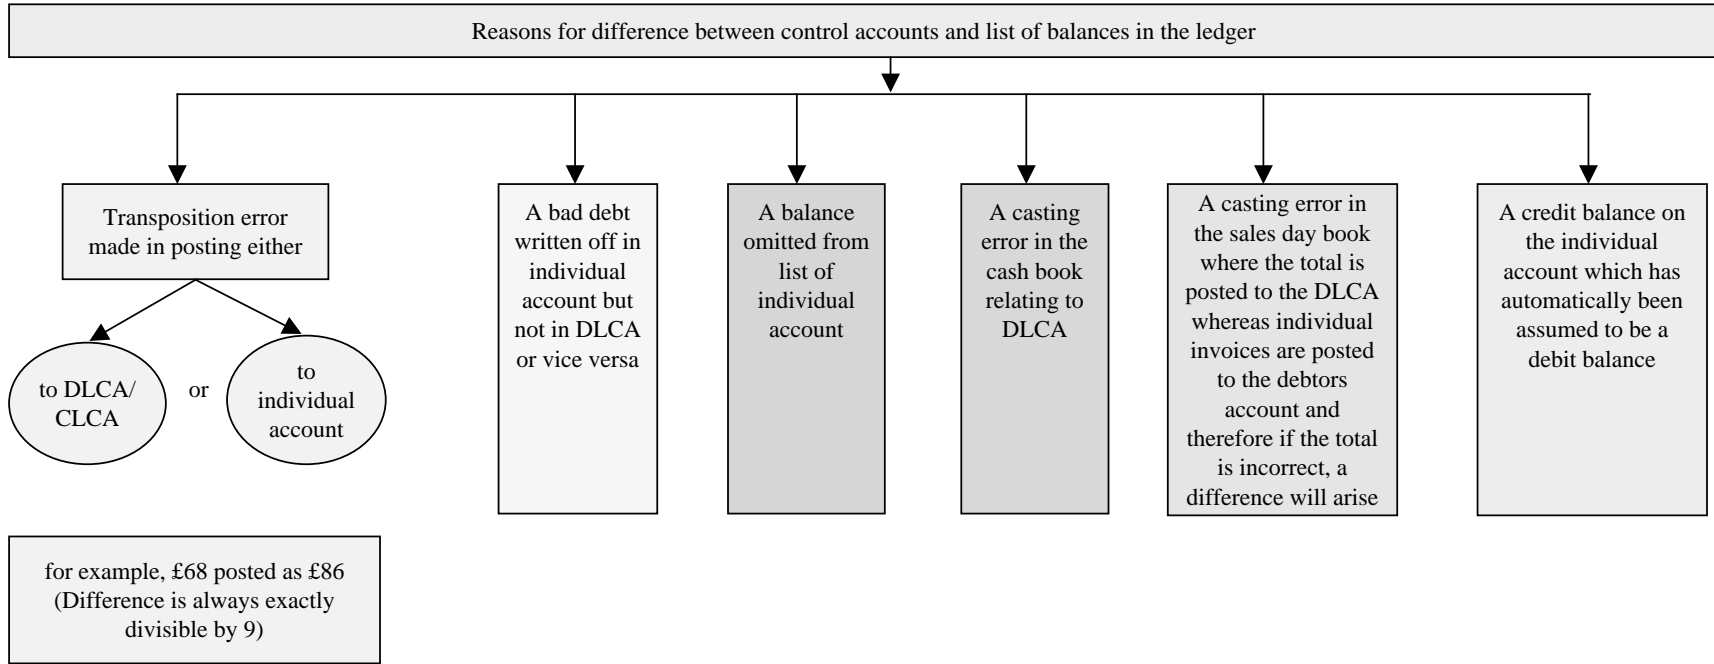 Reasons for difference between control accounts and list of balances in the ledger
Transposition error
made in posting either
to DLCA/
CLCA
or
to
individual
account
for example, £68 posted as £86
(Difference is always exactly
divisible by 9)
A bad debt
written off in
individual
account but
not in DLCA
or vice versa
A balance
omitted from
list of
individual
account
A casting
error in the
cash book
relating to
DLCA
A casting error in
the sales day book
where the total is
posted to the DLCA
whereas individual
invoices are posted
to the debtors
account and
therefore if the total
is incorrect, a
difference will arise
A credit balance on
the individual
account which has
automatically been
assumed to be a
debit balance